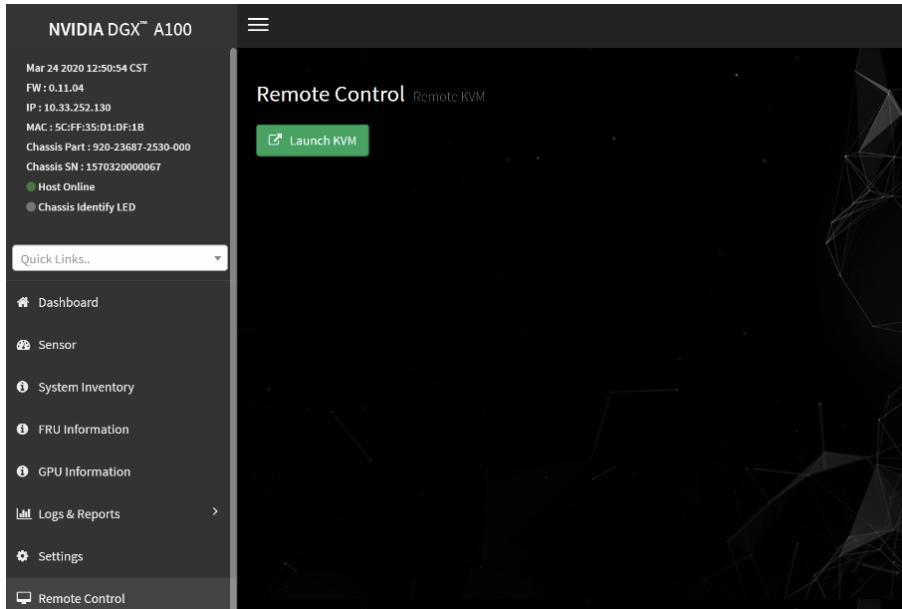 NVIDIA DGX™ A100
Mar 24 2020 12:50:54 CST
FW : 0.11.04
IP : 10.33.252.130
MAC : 5C:FF:35:D1:DF:1B
Chassis Part : 920-23687-2530-000
Chassis SN : 1570320000067
Host Online
Chassis Identify LED
Quick Links..
Dashboard
Sensor
System Inventory
FRU Information
GPU Information
Logs & Reports
Settings
Remote Control
Remote Control Remote KVM
Launch KVM